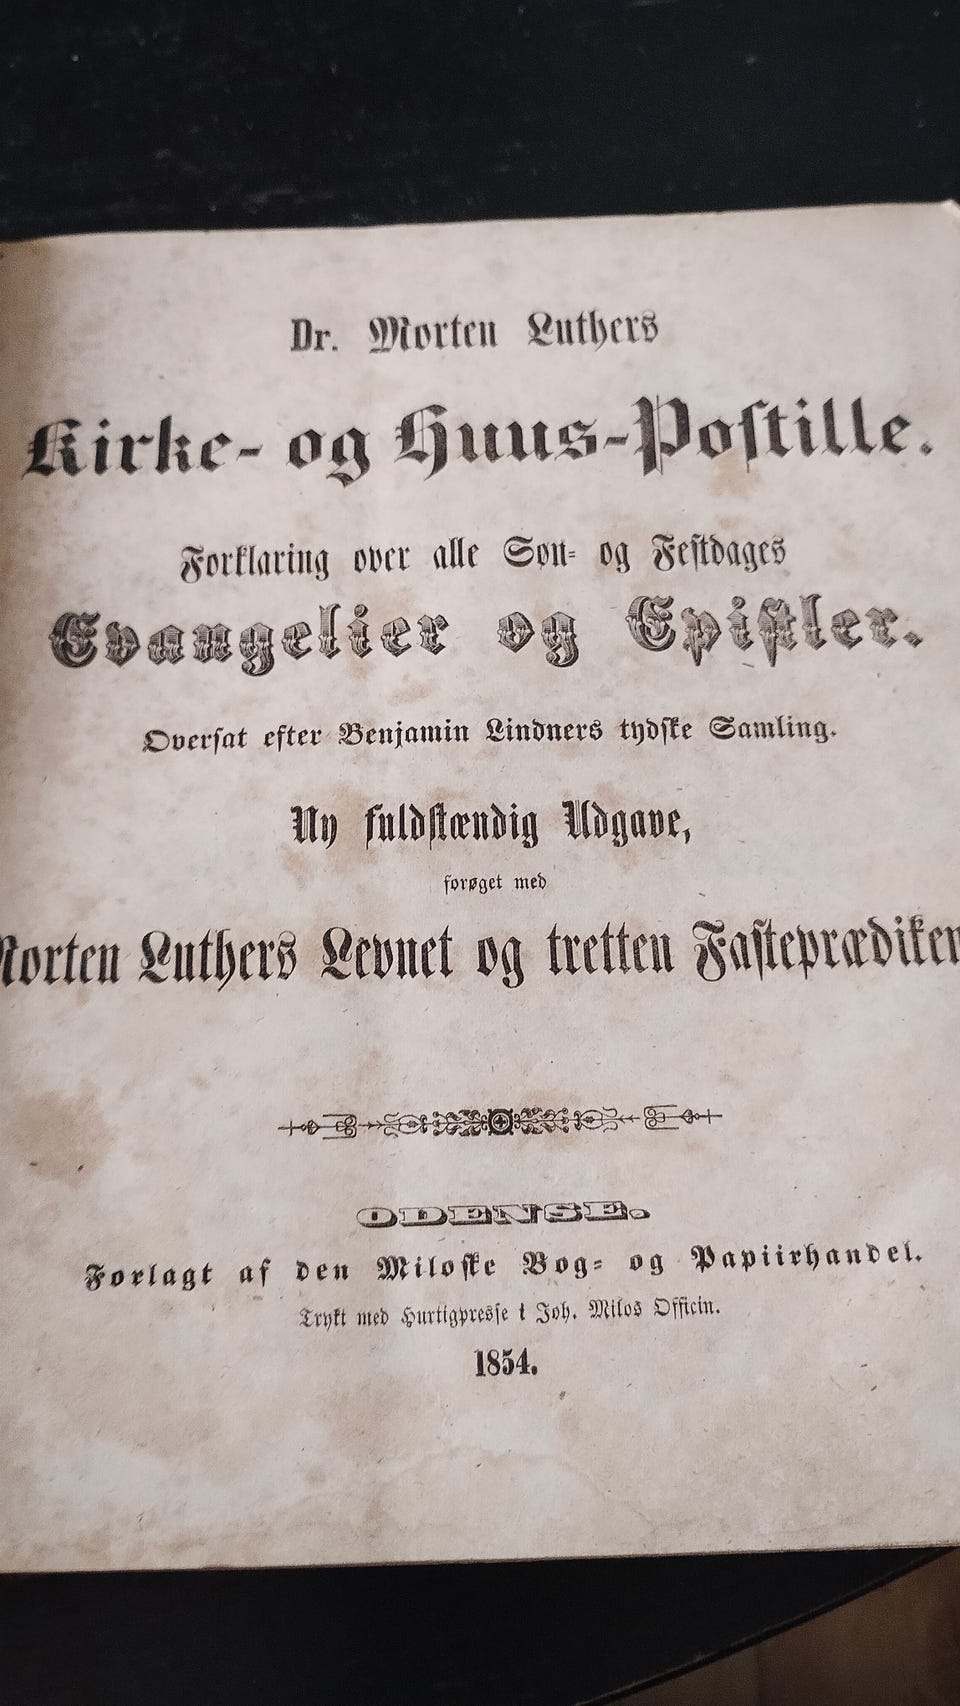 Dr. Morten Luthers
Kirke- og Huus-Postille.
Forklaring over alle Søn- og Festdages
Evangelier og Epistler.
Oversat efter Benjamin Lindners tydske Samling.
Ny fuldstændig Udgave,
forøget med
Morten Luthers Levnet og tretten Fasteprædiken
ODENSE.
Forlagt af den Miloske Bog- og Papiirhandel.
Trykt med Hurtigpresse i Joh. Milos Officin.
1854.